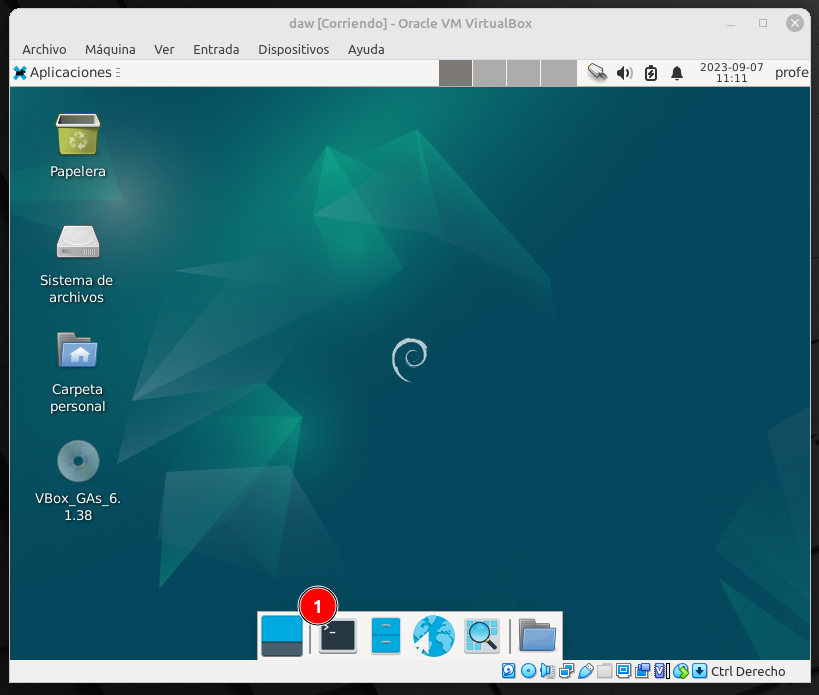 daw [Corriendo] - Oracle VM VirtualBox
Archivo Máquina Ver Entrada Dispositivos Ayuda
Aplicaciones
2023-09-07
11:11
profe
Papelera
Sistema de
archivos
Carpeta
personal
VBox_GAs_6.
1.38
1
>_
Ctrl Derecho